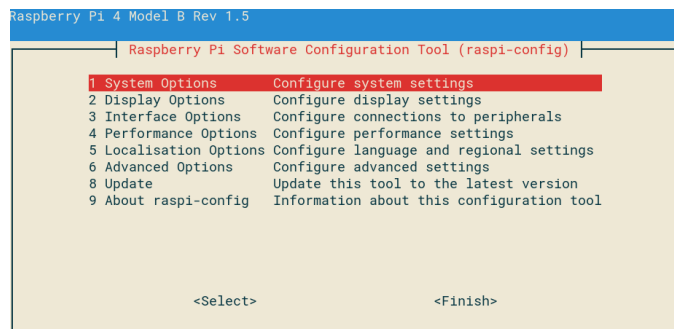 Raspberry Pi 4 Model B Rev 1.5
Raspberry Pi Software Configuration Tool (raspi-config)
1 System Options Configure system settings
2 Display Options Configure display settings
3 Interface Options Configure connections to peripherals
4 Performance Options Configure performance settings
5 Localisation Options Configure language and regional settings
6 Advanced Options Configure advanced settings
8 Update Update this tool to the latest version
9 About raspi-config Information about this configuration tool
<Select> <Finish>